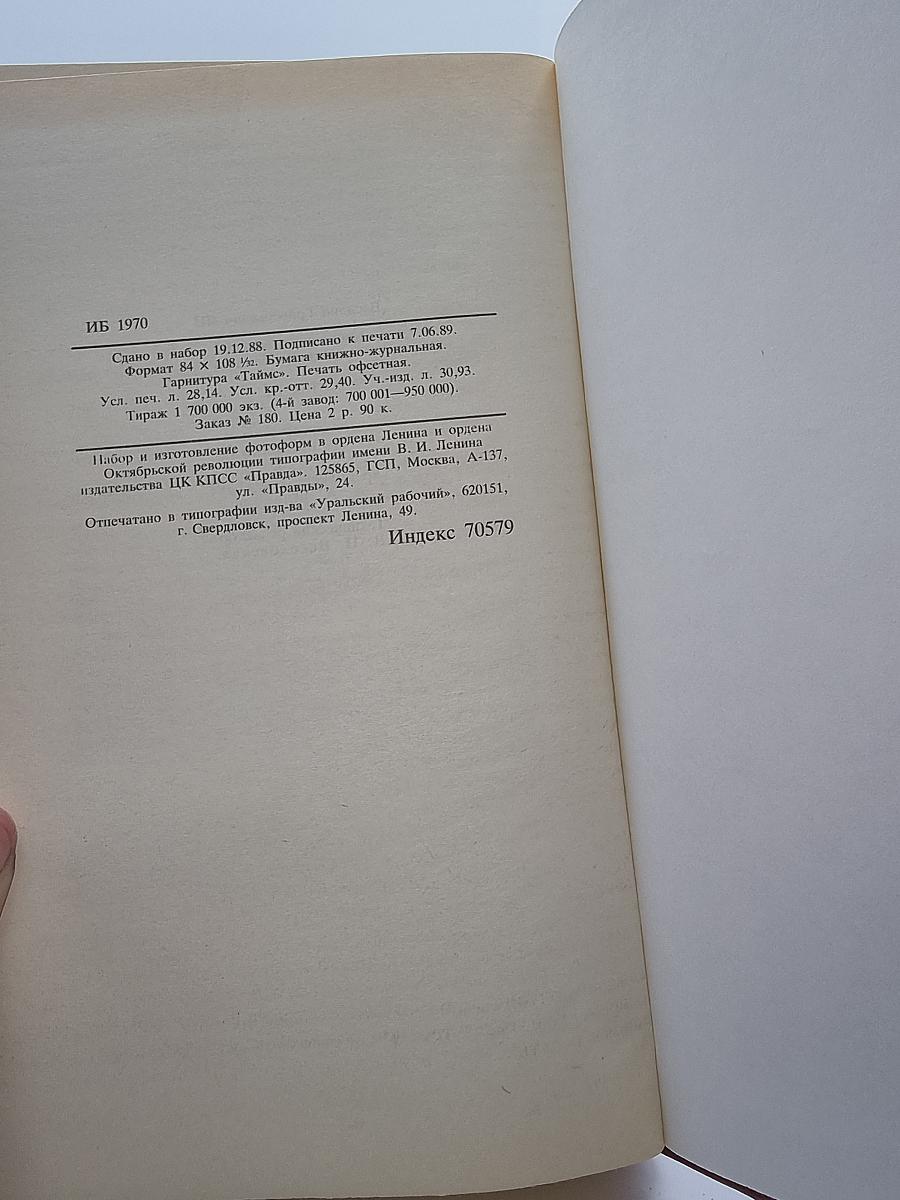 ИБ 1970
Сдано в набор 19.12.88. Подписано к печати 7.06.89.
Формат 84 × 108 1/32. Бумага книжно-журнальная.
Гарнитура «Таймс». Печать офсетная.
Усл. печ. л. 28,14. Усл. кр.-отт. 29,40. Уч.-изд. л. 30,93.
Тираж 1 700 000 экз. (4-й завод: 700 001—950 000).
Заказ № 180. Цена 2 р. 90 к.
Набор и изготовление фотоформ в ордена Ленина и ордена
Октябрьской революции типографии имени В. И. Ленина
издательства ЦК КПСС «Правда». 125865, ГСП, Москва, А-137,
ул. «Правды», 24.
Отпечатано в типографии изд-ва «Уральский рабочий», 620151,
г. Свердловск, проспект Ленина, 49.
Индекс 70579